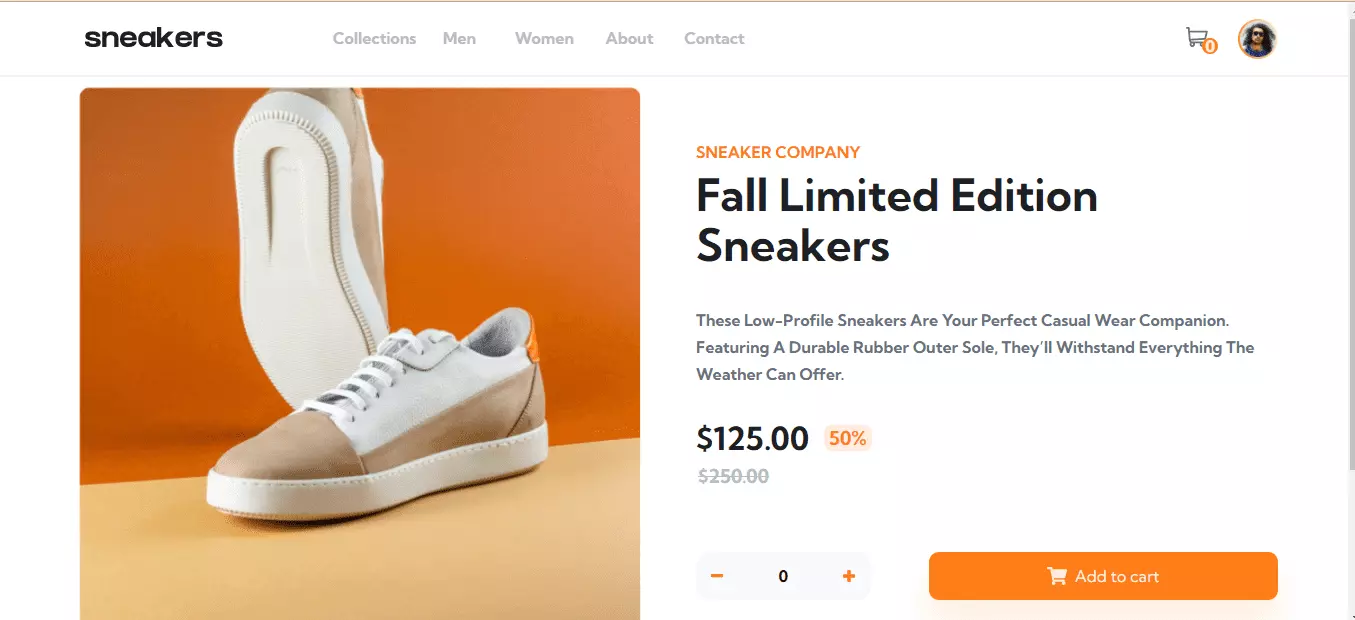 sneakers
Collections Men Women About Contact
0
SNEAKER COMPANY
Fall Limited Edition
Sneakers
These Low-Profile Sneakers Are Your Perfect Casual Wear Companion.
Featuring A Durable Rubber Outer Sole, They’ll Withstand Everything The
Weather Can Offer.
$125.00 50%
$250.00
0
Add to cart